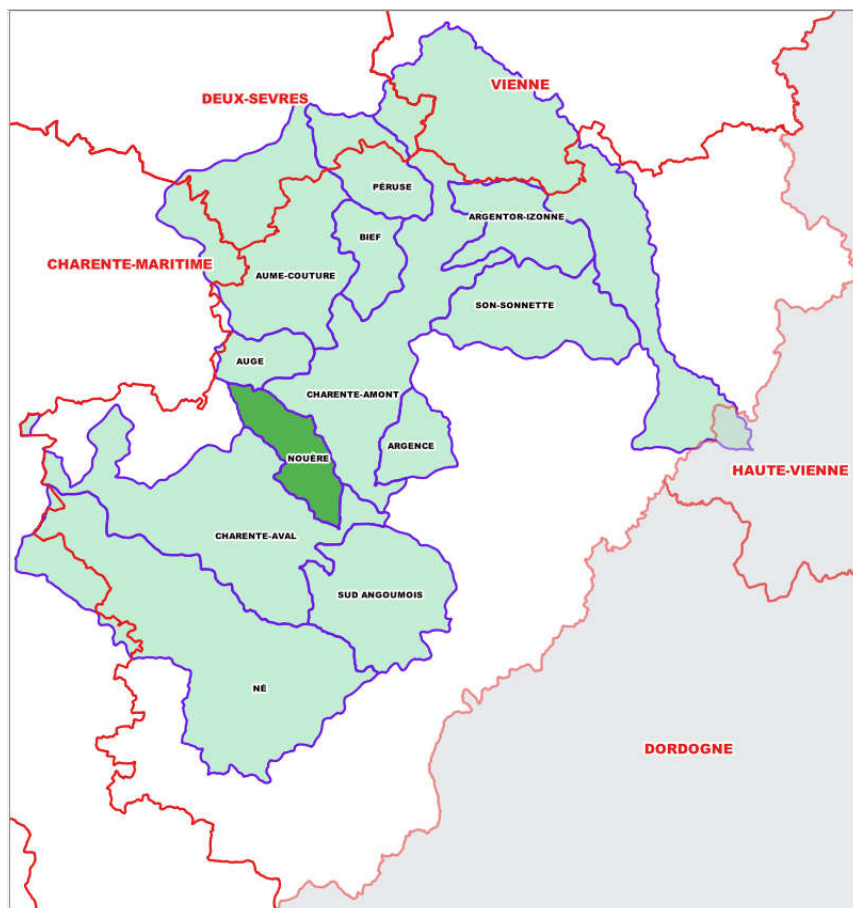 VIENNE
DEUX-SEVRES
PÉRUSE
ARGENTOR-IZONNE
BIEF
CHARENTE-MARITIME
AUME-COUTURE
SON-SONNETTE
AUGE
CHARENTE-AMONT
ARGENCE
NOUÈRE
HAUTE-VIENNE
CHARENTE-AVAL
SUD ANGOUMOIS
NÉ
DORDOGNE